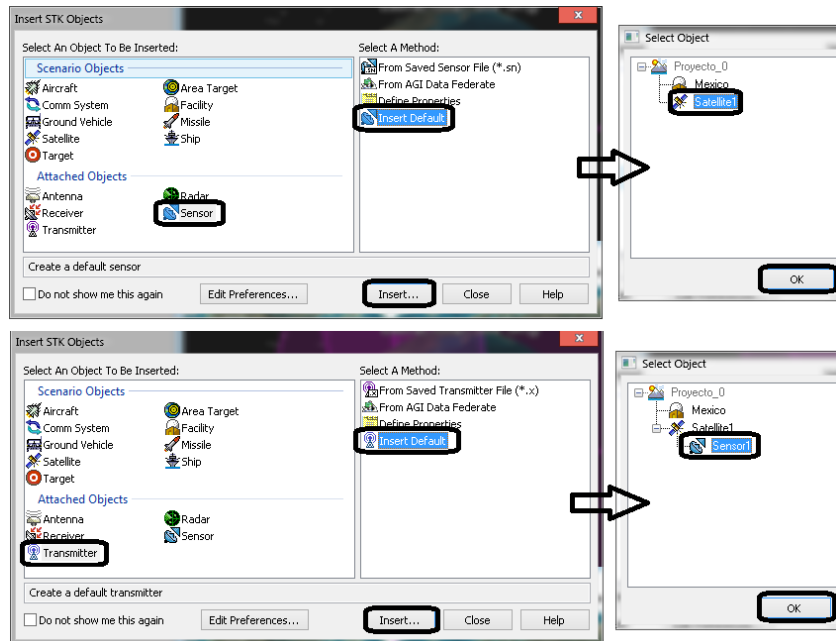 Insert STK Objects
Select An Object To Be Inserted:
Scenario Objects
Aircraft
Area Target
Comm System
Facility
Ground Vehicle
Missile
Satellite
Ship
Target
Attached Objects
Antenna
Radar
Receiver
Sensor
Transmitter
Select A Method:
From Saved Sensor File (*.sn)
From AGI Data Federate
Define Properties
Insert Default
Create a default sensor
Do not show me this again
Edit Preferences...
Insert...
Close
Help
Select Object
Proyecto_0
Mexico
Satellite1
OK
Insert STK Objects
Select An Object To Be Inserted:
Scenario Objects
Aircraft
Area Target
Comm System
Facility
Ground Vehicle
Missile
Satellite
Ship
Target
Attached Objects
Antenna
Radar
Receiver
Sensor
Transmitter
Select A Method:
From Saved Transmitter File (*.x)
From AGI Data Federate
Define Properties
Insert Default
Create a default transmitter
Do not show me this again
Edit Preferences...
Insert...
Close
Help
Select Object
Proyecto_0
Mexico
Satellite1
Sensor1
OK